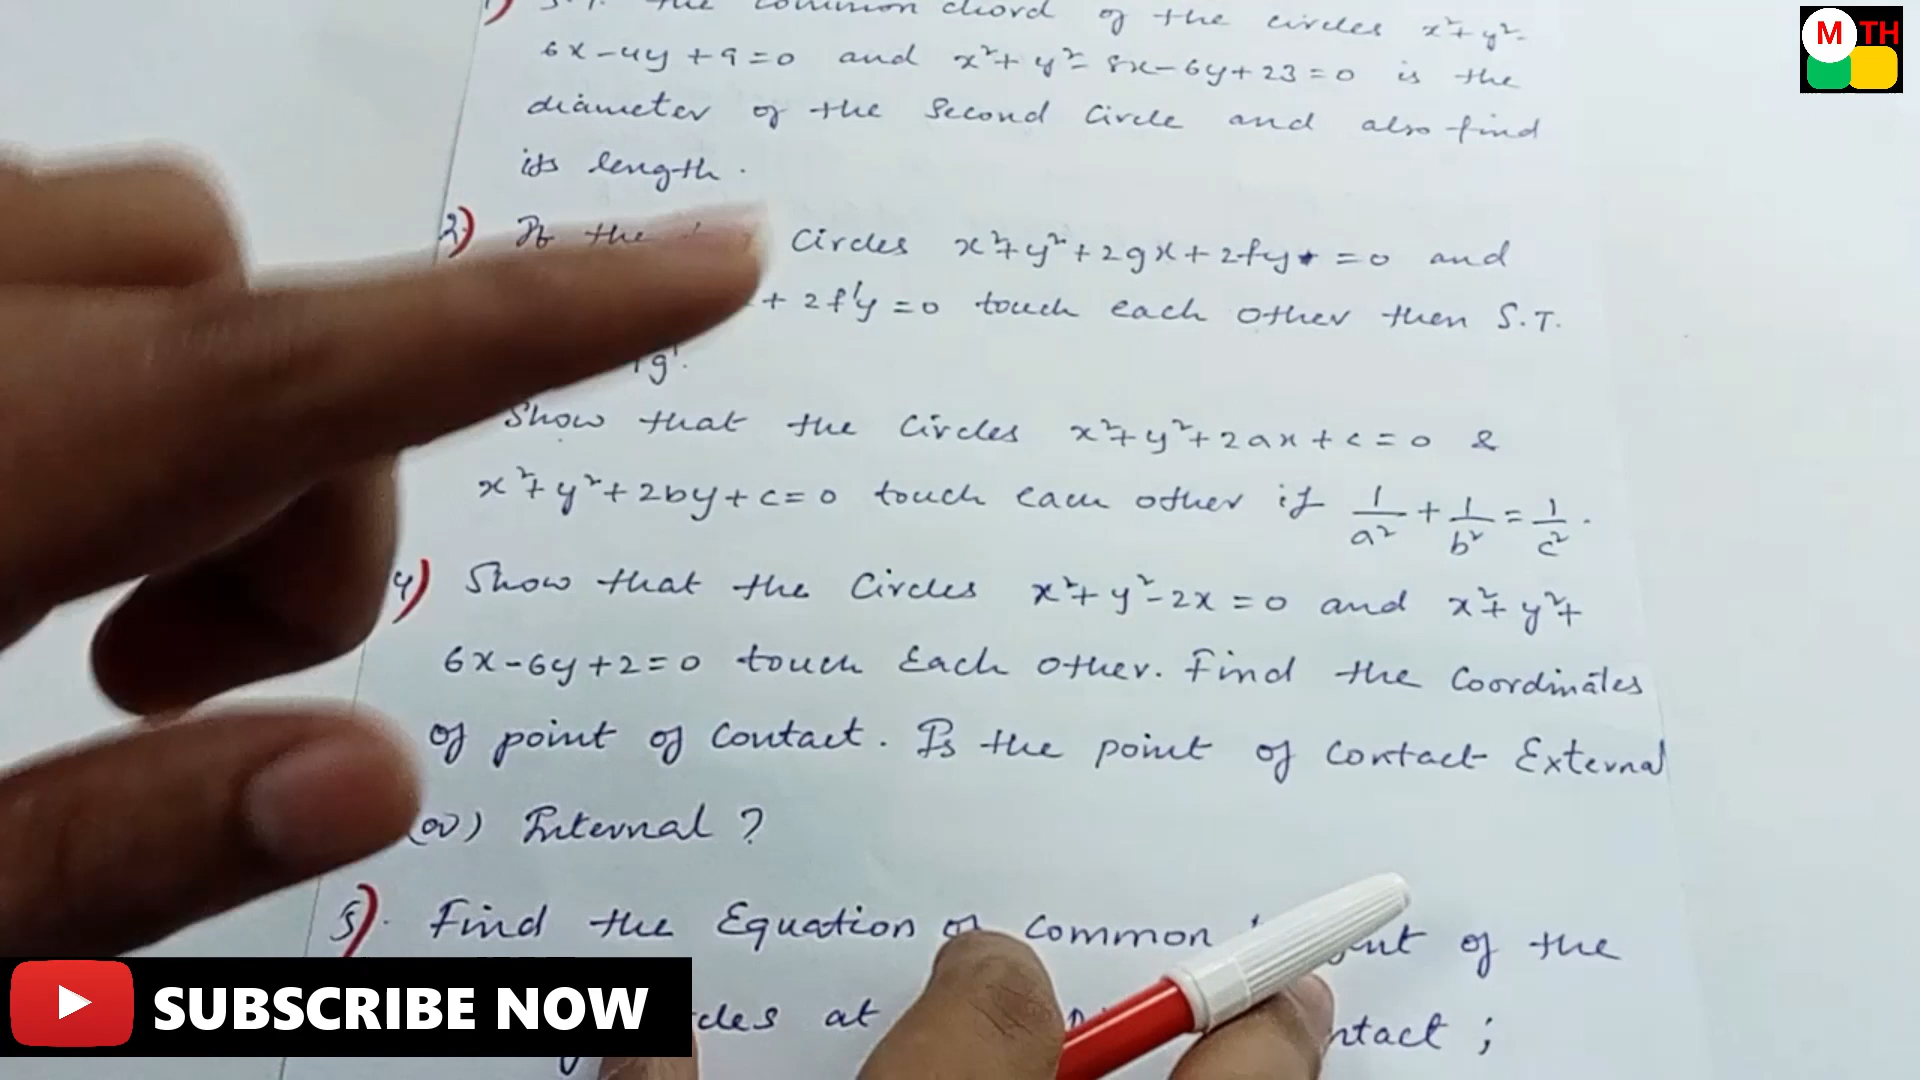 1) S.T. the common chord of the circles x²+y²-
6x-4y+9=0 and x²+y²-8x-6y+23=0 is the
diameter of the Second Circle and also find
its length.
2) If the Circles x²+y²+2gx+2fy=0 and
+ 2f'y=0 touch each other then S.T.
g'.
Show that the Circles x²+y²+2ax+c=0 &
x²+y²+2by+c=0 touch each other if 1/a² + 1/b² = 1/c².
4) Show that the Circles x²+y²-2x=0 and x²+y²+
6x-6y+2=0 touch Each Other. Find the Coordinates
of point of Contact. Is the point of Contact External
(or) Internal?
5). Find the Equation of Common of the
at ;
M TH
SUBSCRIBE NOW